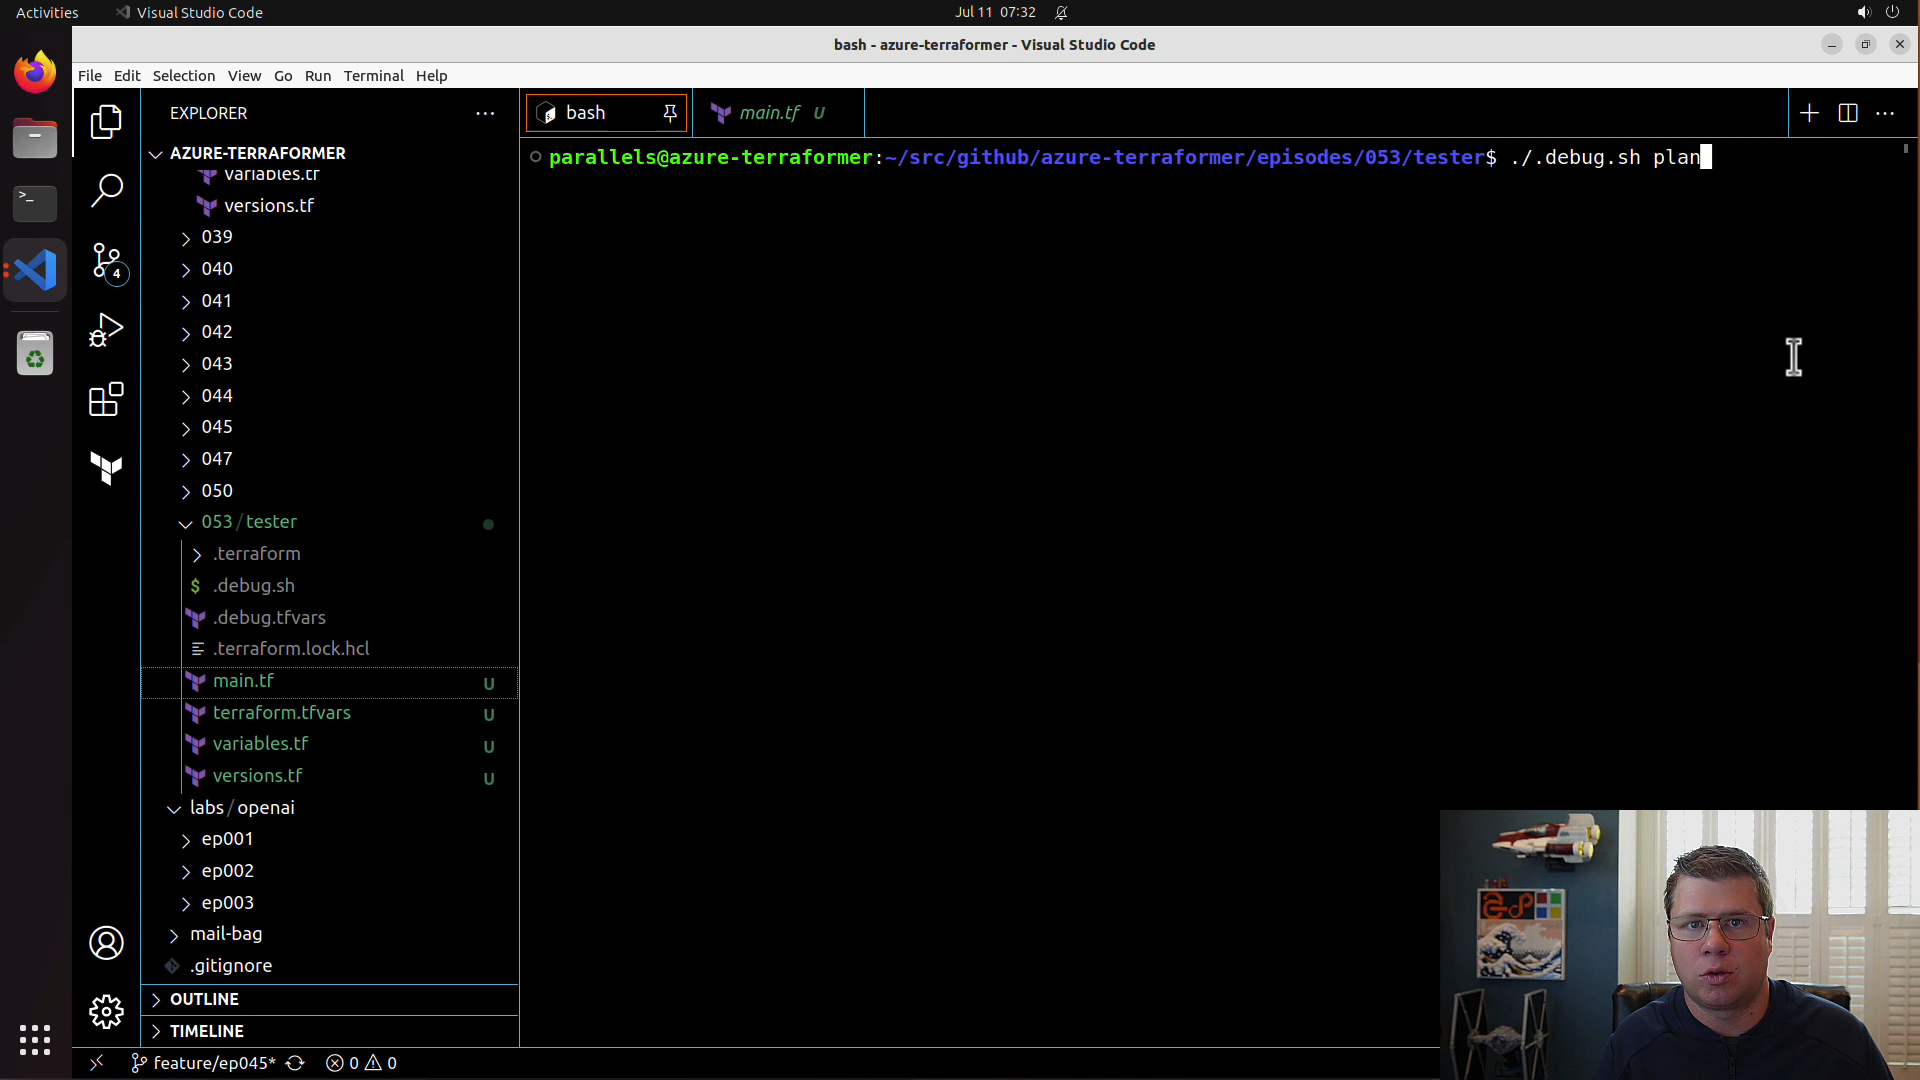 Activities
Visual Studio Code
Jul 11 07:32
bash - azure-terraformer - Visual Studio Code
File Edit Selection View Go Run Terminal Help
EXPLORER
bash
main.tf U
AZURE-TERRAFORMER
parallels@azure-terraformer:~/src/github/azure-terraformer/episodes/053/tester$ ./.debug.sh plan
variables.tf
versions.tf
039
040
041
4
042
043
044
045
047
050
053 / tester
.terraform
$ .debug.sh
.debug.tfvars
.terraform.lock.hcl
main.tf U
terraform.tfvars U
variables.tf U
versions.tf U
labs / openai
ep001
ep002
ep003
mail-bag
.gitignore
OUTLINE
TIMELINE
feature/ep045* 0 0